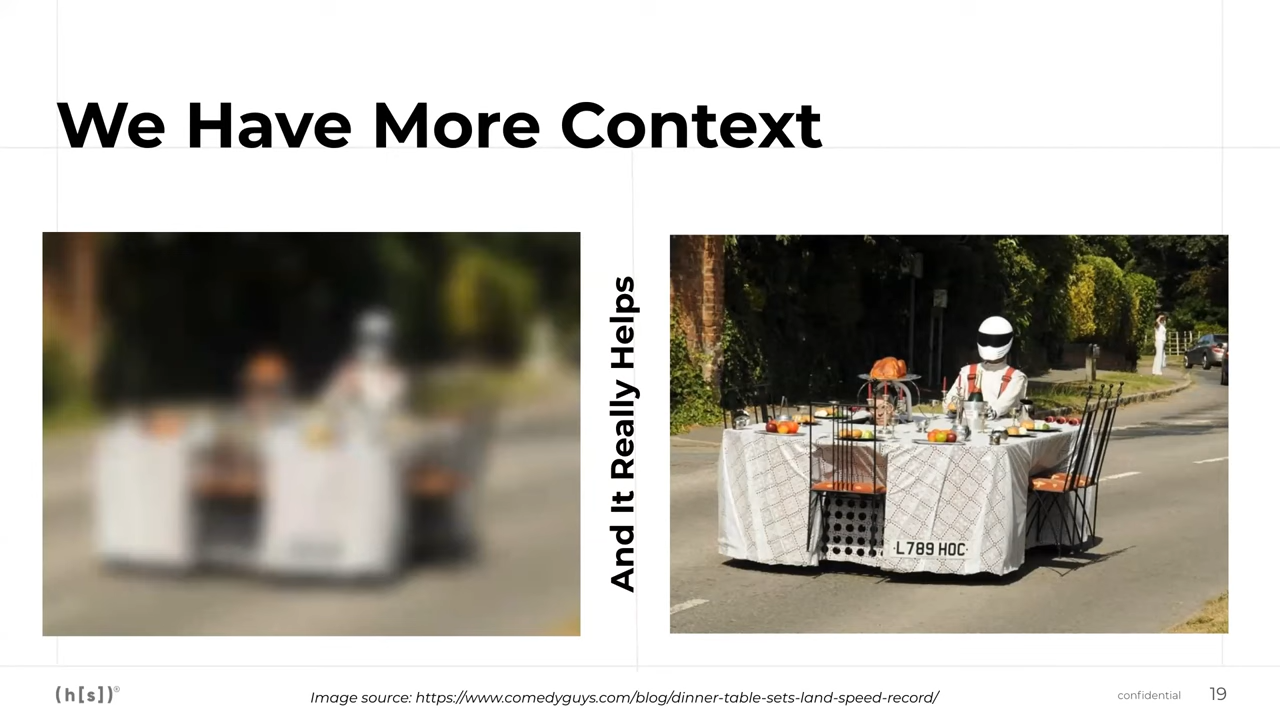 We Have More Context
And It Really Helps
L789 HOC
(h[s])®
Image source: https://www.comedyguys.com/blog/dinner-table-sets-land-speed-record/
confidential
19